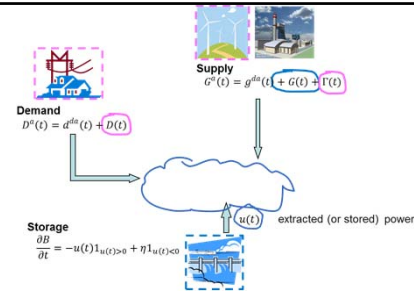 Supply
G^a(t) = g^{da}(t) + G(t) + Γ(t)
Demand
D^a(t) = d^{da}(t) + D(t)
u(t) extracted (or stored) power
Storage
∂B/∂t = −u(t)1_{u(t)>0} + η1_{u(t)<0}